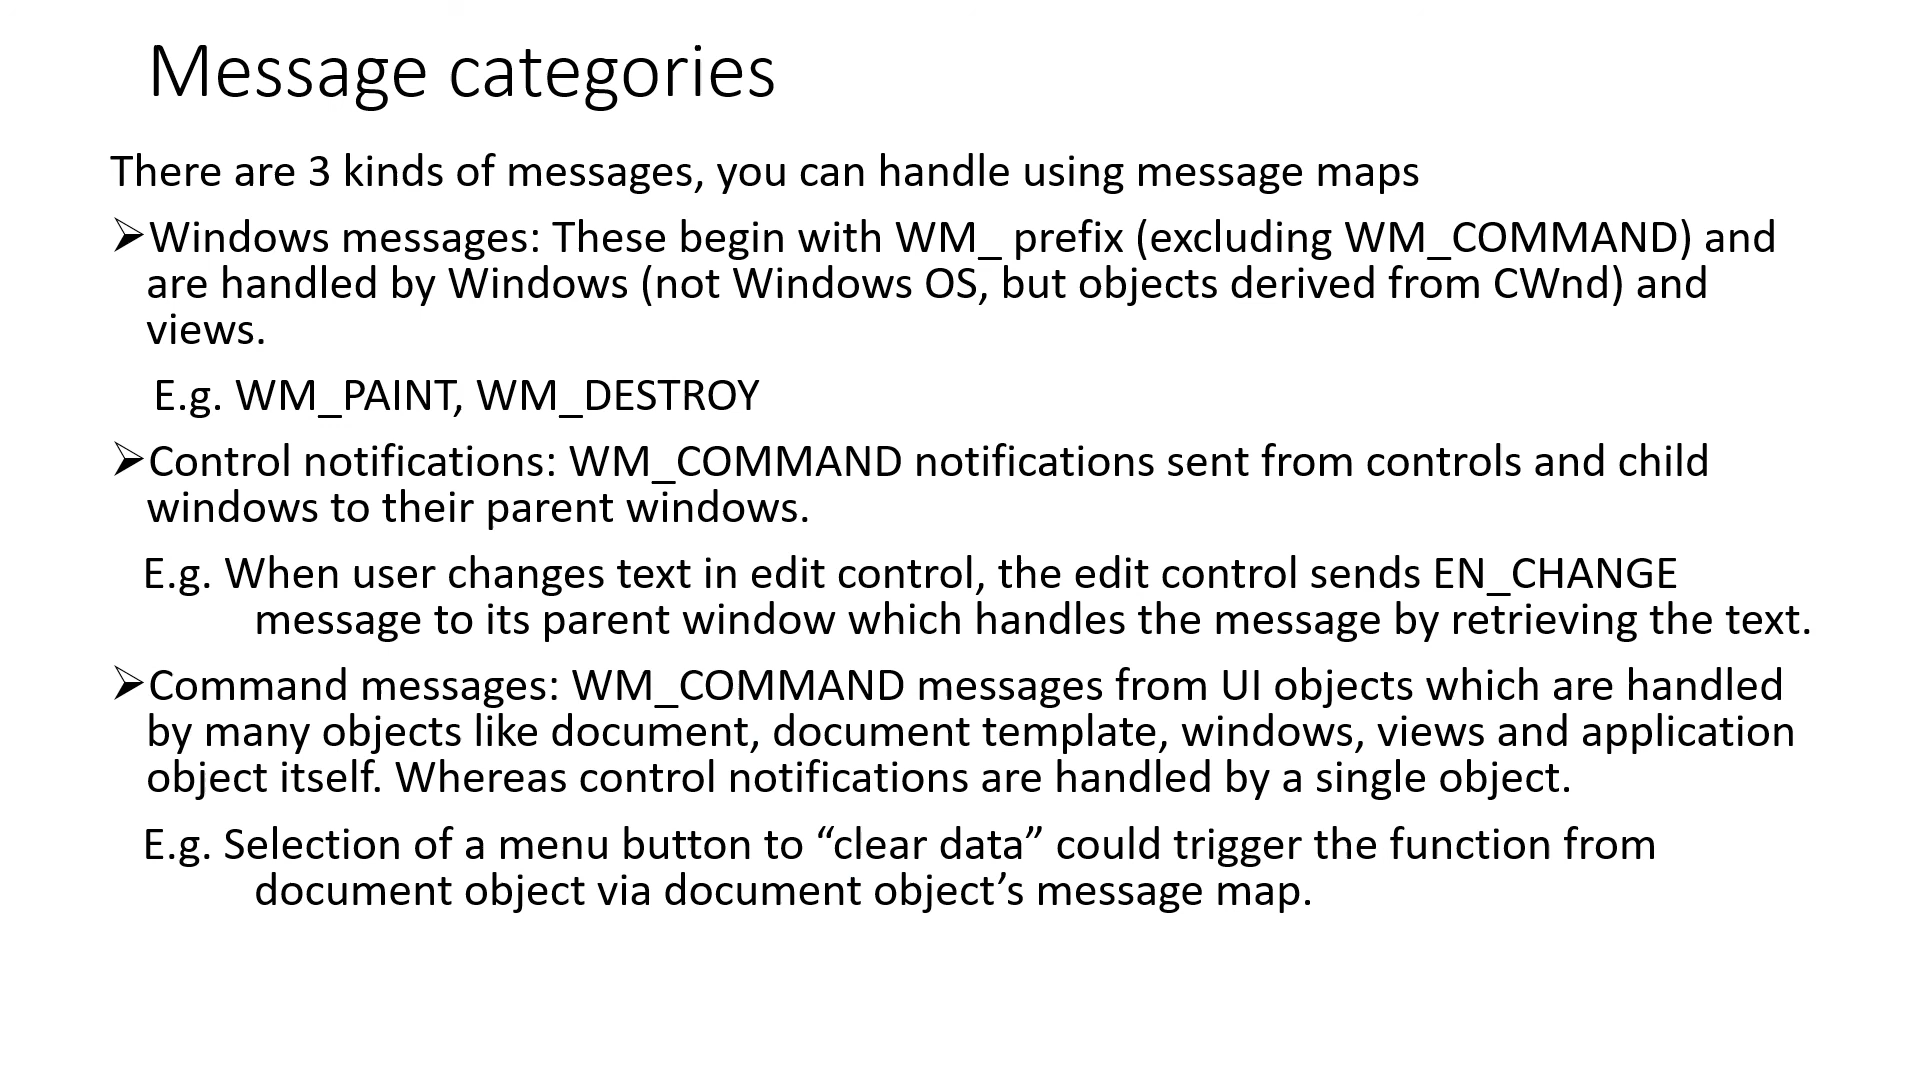 Message categories
There are 3 kinds of messages, you can handle using message maps
➢Windows messages: These begin with WM_ prefix (excluding WM_COMMAND) and
are handled by Windows (not Windows OS, but objects derived from CWnd) and
views.
E.g. WM_PAINT, WM_DESTROY
➢Control notifications: WM_COMMAND notifications sent from controls and child
windows to their parent windows.
E.g. When user changes text in edit control, the edit control sends EN_CHANGE
message to its parent window which handles the message by retrieving the text.
➢Command messages: WM_COMMAND messages from UI objects which are handled
by many objects like document, document template, windows, views and application
object itself. Whereas control notifications are handled by a single object.
E.g. Selection of a menu button to “clear data” could trigger the function from
document object via document object’s message map.